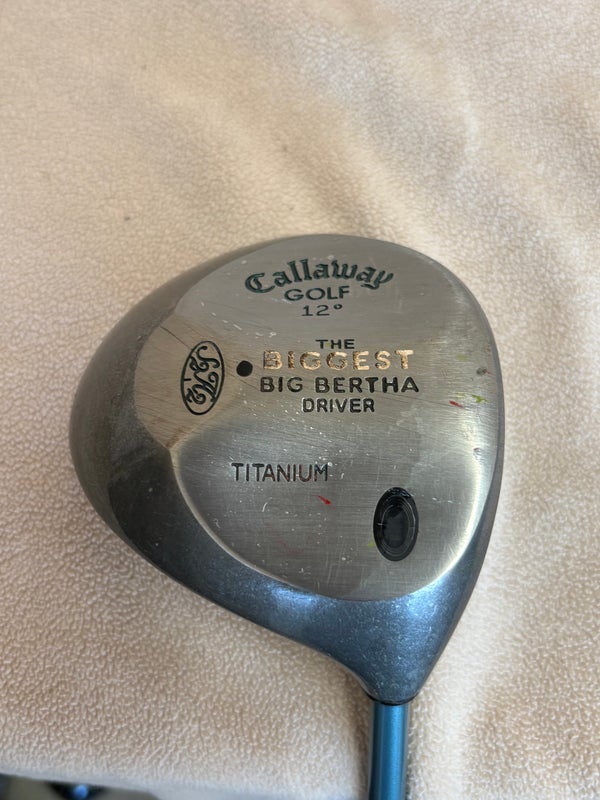 Callaway
GOLF
12°
THE
BIGGEST
BIG BERTHA
DRIVER
TITANIUM